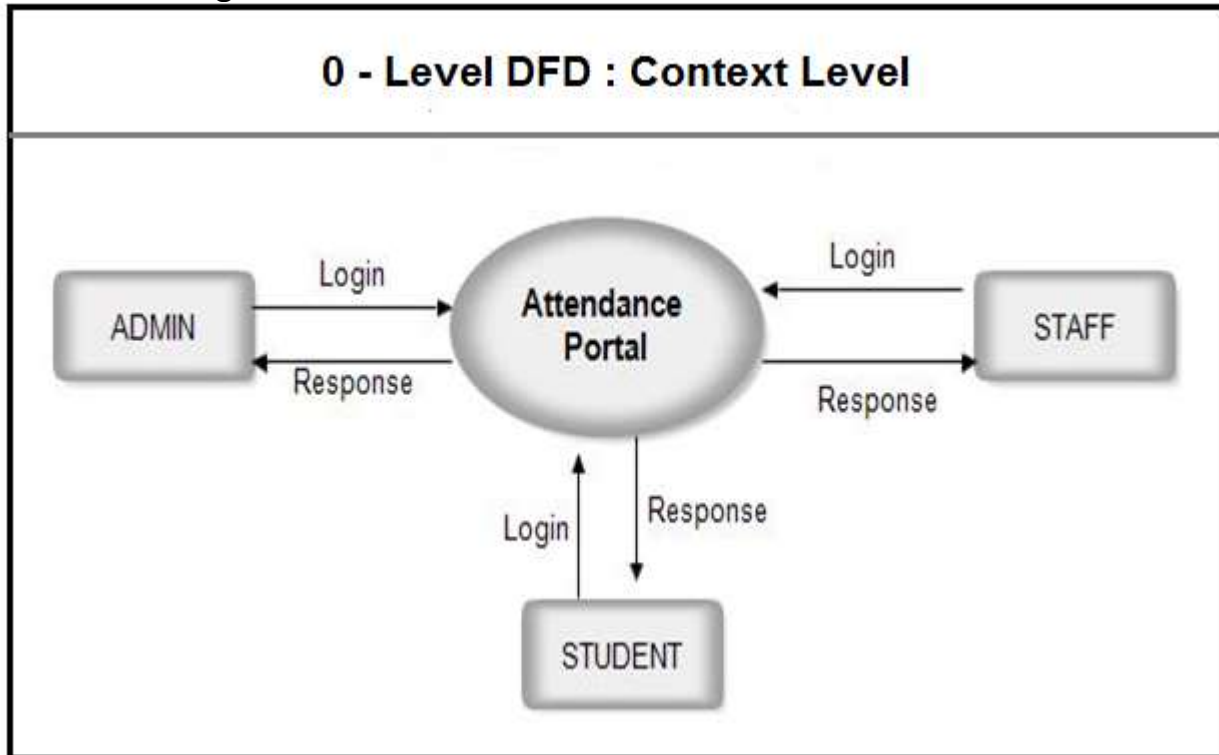 0 - Level DFD : Context Level
Login
Login
ADMIN
Attendance
Portal
STAFF
Response
Response
Login
Response
STUDENT